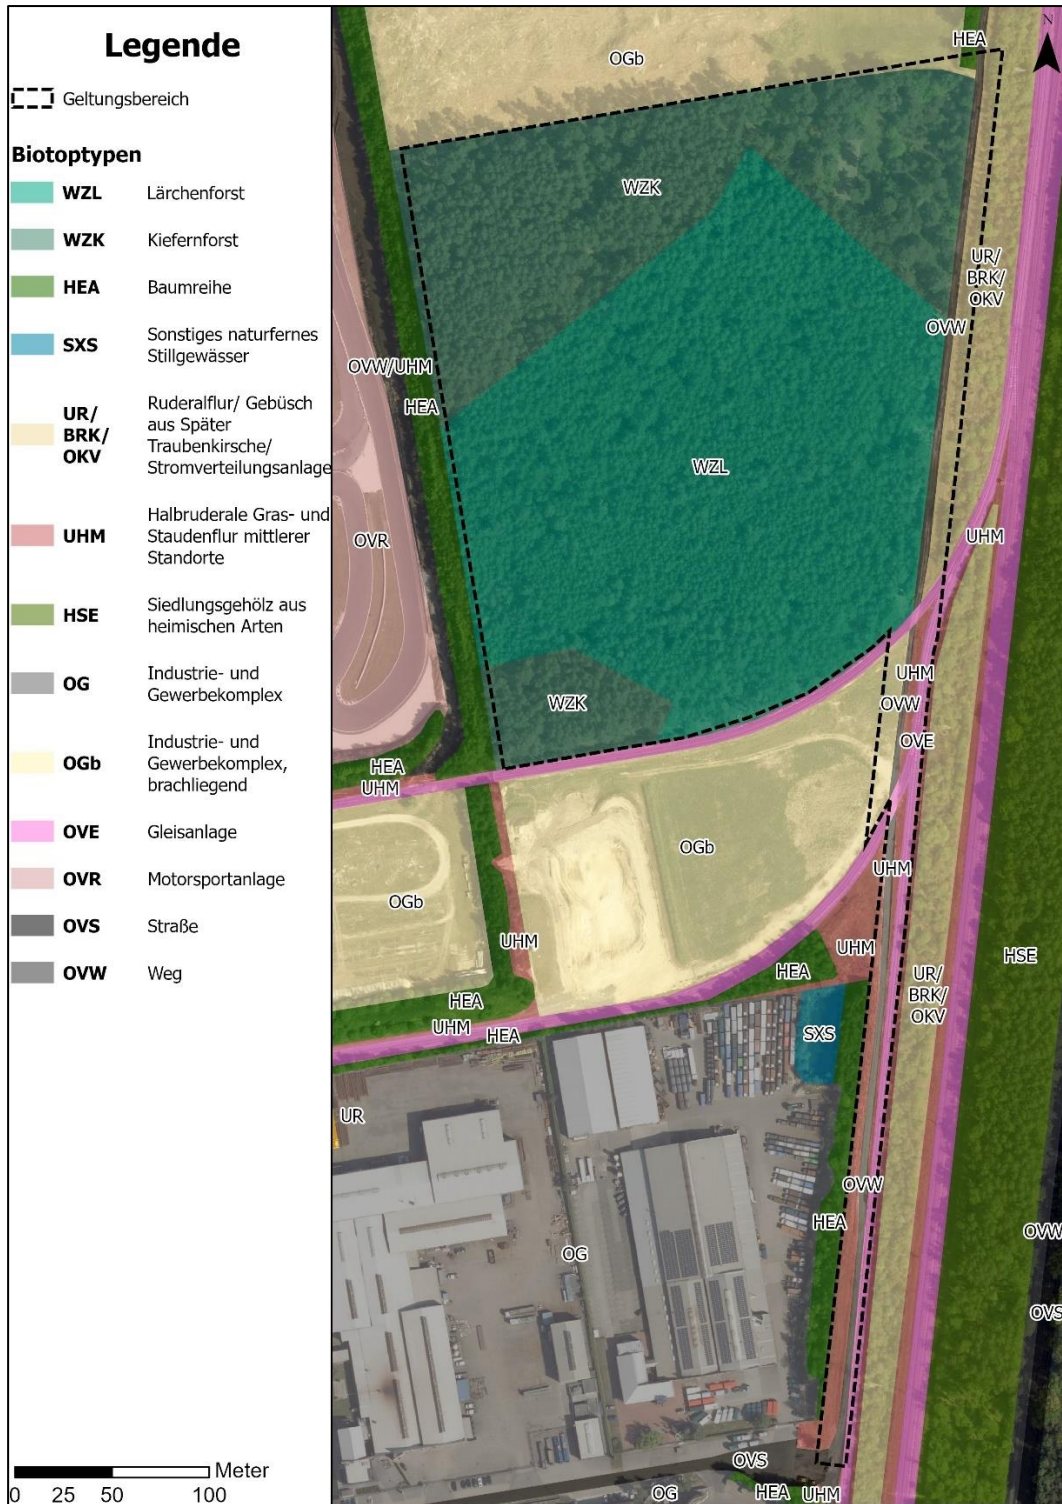 Legende
Geltungsbereich
Biotoptypen
WZL Lärchenforst
WZK Kiefernforst
HEA Baumreihe
SXS Sonstiges naturfernes
Stillgewässer
UR/
BRK/
OKV
Ruderalflur/ Gebüsch
aus Später
Traubenkirsche/
Stromverteilungsanlage
UHM Halbruderale Gras- und
Staudenflur mittlerer
Standorte
HSE Siedlungsgehölz aus
heimischen Arten
OG Industrie- und
Gewerbekomplex
OGb Industrie- und
Gewerbekomplex,
brachliegend
OVE Gleisanlage
OVR Motorsportanlage
OVS Straße
OVW Weg
Meter
0 25 50 100
N
HEA
OGb
WZK
UR/
BRK/
OKV
OVW
OVW/UHM
HEA
WZL
OVR
UHM
UHM
WZK
OVW
OVE
HEA
UHM
OGb
UHM
OGb
UHM
UHM
HSE
HEA
UR/
BRK/
OKV
HEA
UHM
HEA
SXS
UR
OVW
HEA
OVW
OG
OVS
OVS
OG
HEA
UHM